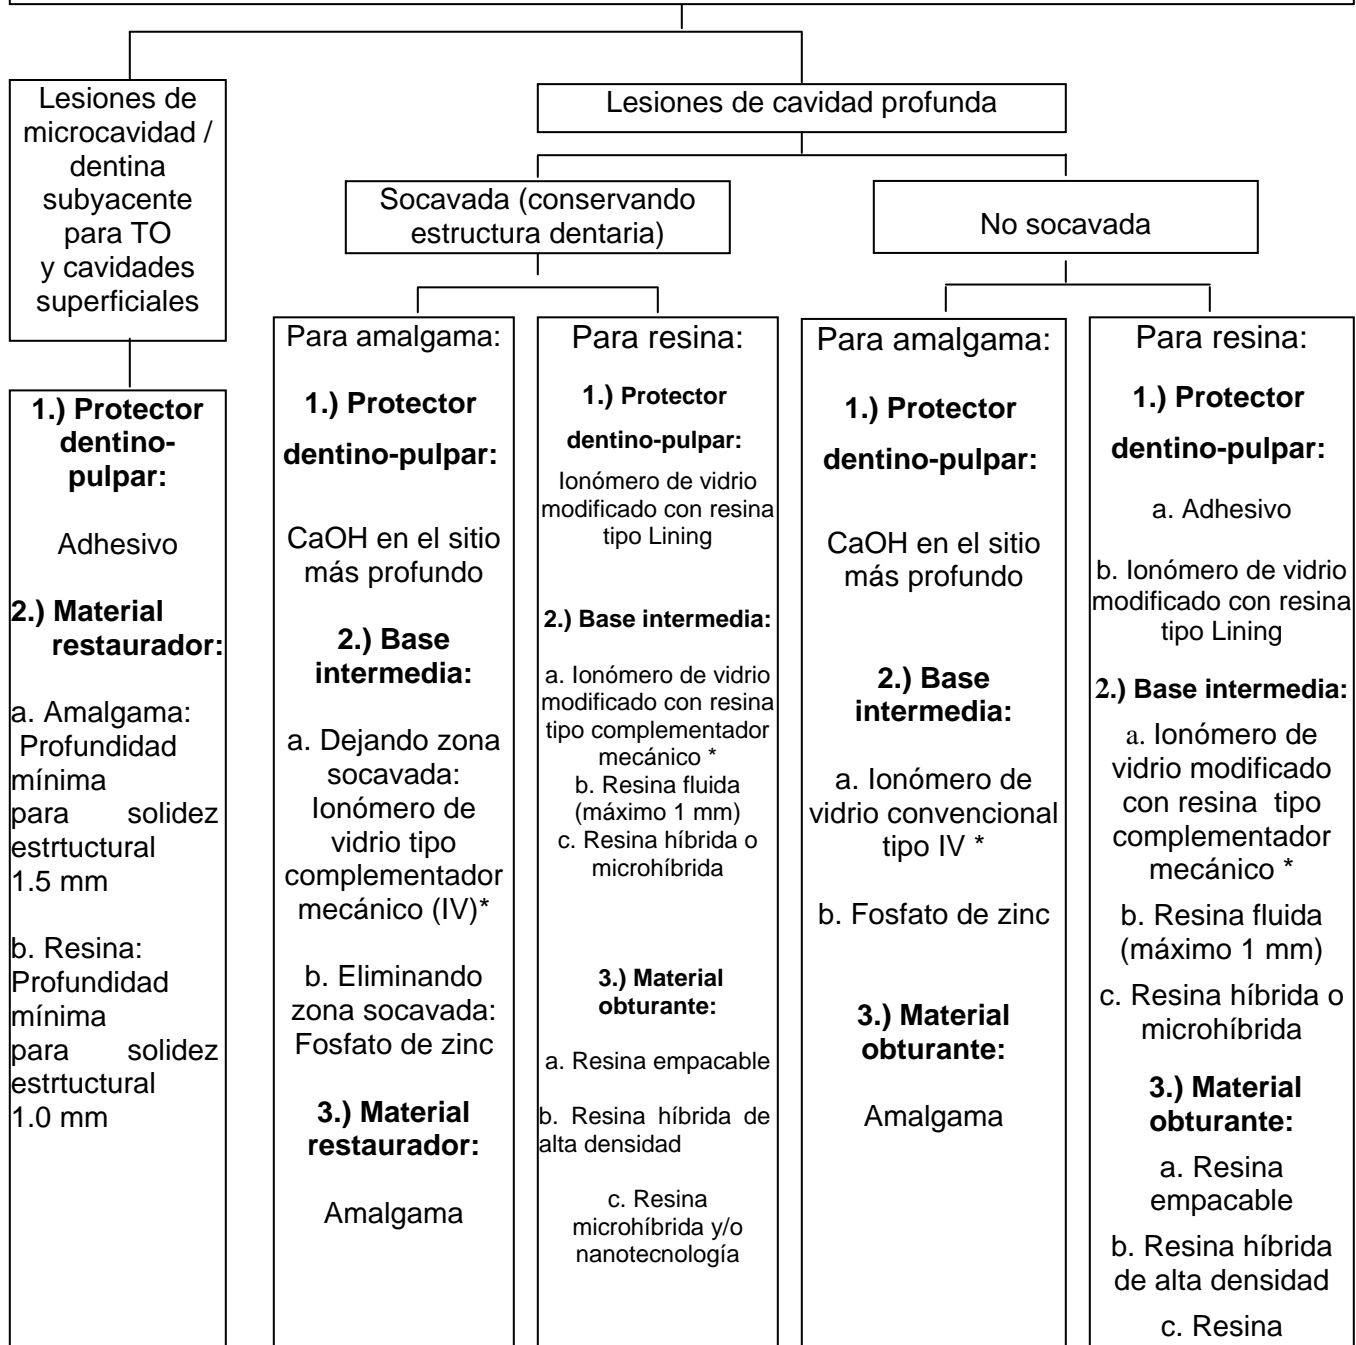 Lesiones de
microcavidad /
dentina
subyacente
para TO
y cavidades
superficiales
Lesiones de cavidad profunda
Socavada (conservando
estructura dentaria)
No socavada
1.) Protector
dentino-
pulpar:
Adhesivo
2.) Material
restaurador:
a. Amalgama:
Profundidad
mínima
para solidez
estrtuctural
1.5 mm
b. Resina:
Profundidad
mínima
para solidez
estrtuctural
1.0 mm
Para amalgama:
1.) Protector
dentino-pulpar:
CaOH en el sitio
más profundo
2.) Base
intermedia:
a. Dejando zona
socavada:
Ionómero de
vidrio tipo
complementador
mecánico (IV)*
b. Eliminando
zona socavada:
Fosfato de zinc
3.) Material
restaurador:
Amalgama
Para resina:
1.) Protector
dentino-pulpar:
Ionómero de vidrio
modificado con resina
tipo Lining
2.) Base intermedia:
a. Ionómero de vidrio
modificado con resina
tipo complementador
mecánico *
b. Resina fluida
(máximo 1 mm)
c. Resina híbrida o
microhíbrida
3.) Material
obturante:
a. Resina empacable
b. Resina híbrida de
alta densidad
c. Resina
microhíbrida y/o
nanotecnología
Para amalgama:
1.) Protector
dentino-pulpar:
CaOH en el sitio
más profundo
2.) Base
intermedia:
a. Ionómero de
vidrio convencional
tipo IV *
b. Fosfato de zinc
3.) Material
obturante:
Amalgama
Para resina:
1.) Protector
dentino-pulpar:
a. Adhesivo
b. Ionómero de vidrio
modificado con resina
tipo Lining
2.) Base intermedia:
a. Ionómero de
vidrio modificado
con resina tipo
complementador
mecánico *
b. Resina fluida
(máximo 1 mm)
c. Resina híbrida o
microhíbrida
3.) Material
obturante:
a. Resina
empacable
b. Resina híbrida
de alta densidad
c. Resina